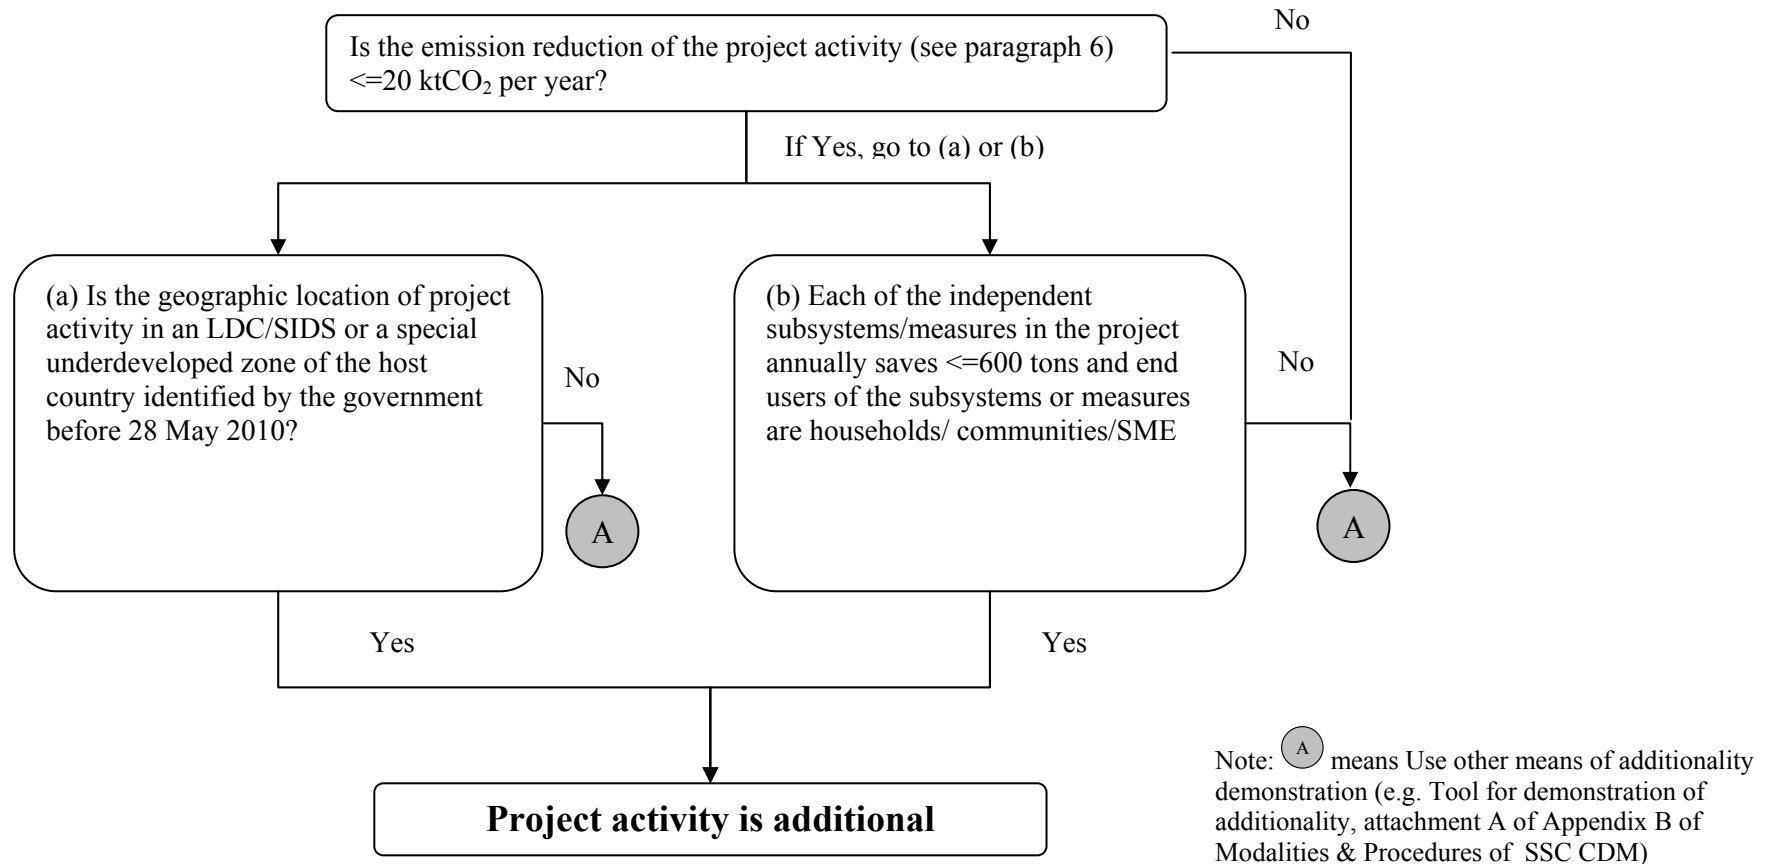 No
Is the emission reduction of the project activity (see paragraph 6)
<=20 ktCO₂ per year?
If Yes, go to (a) or (b)
(a) Is the geographic location of project
activity in an LDC/SIDS or a special
underdeveloped zone of the host
country identified by the government
before 28 May 2010?
No
A
(b) Each of the independent
subsystems/measures in the project
annually saves <=600 tons and end
users of the subsystems or measures
are households/ communities/SME
No
A
Yes
Yes
Project activity is additional
Note: A means Use other means of additionality
demonstration (e.g. Tool for demonstration of
additionality, attachment A of Appendix B of
Modalities & Procedures of SSC CDM)